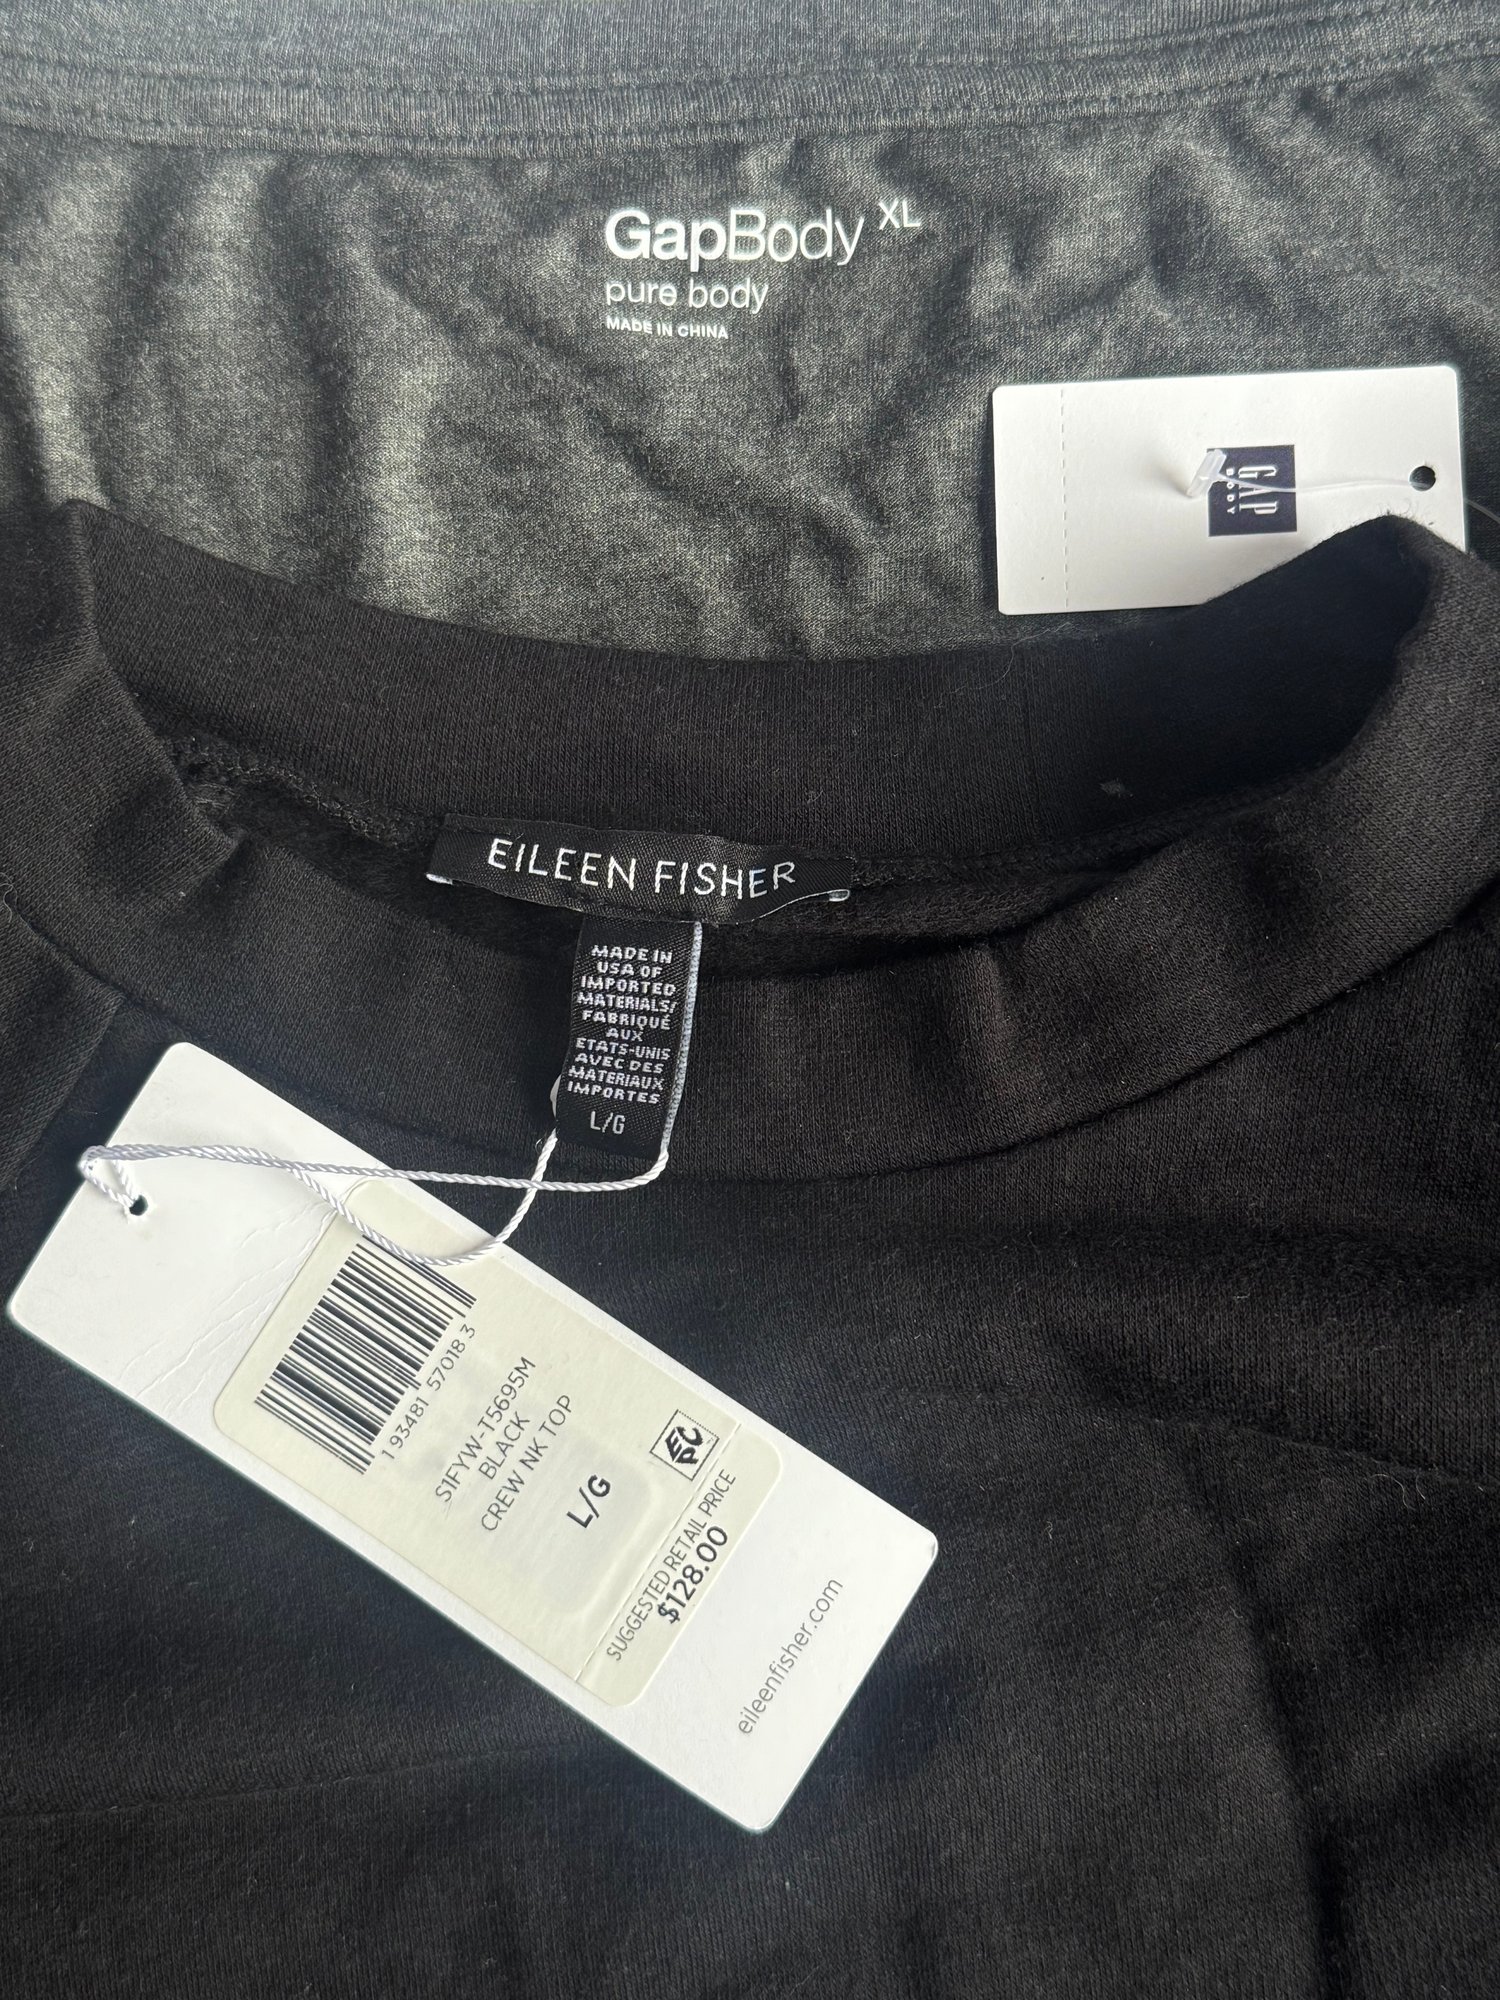 GapBody XL
pure body
MADE IN CHINA
GAP
BODY
EILEEN FISHER
MADE IN
USA OF
IMPORTED
MATERIALS/
FABRIQUÉ
AUX
ETATS-UNIS
AVEC DES
MATERIAUX
IMPORTES
L/G
1 93481 57018 3
S1FYW-T5695M
BLACK
CREW NK TOP
L/G
SUGGESTED RETAIL PRICE
$128.00
eileenfisher.com